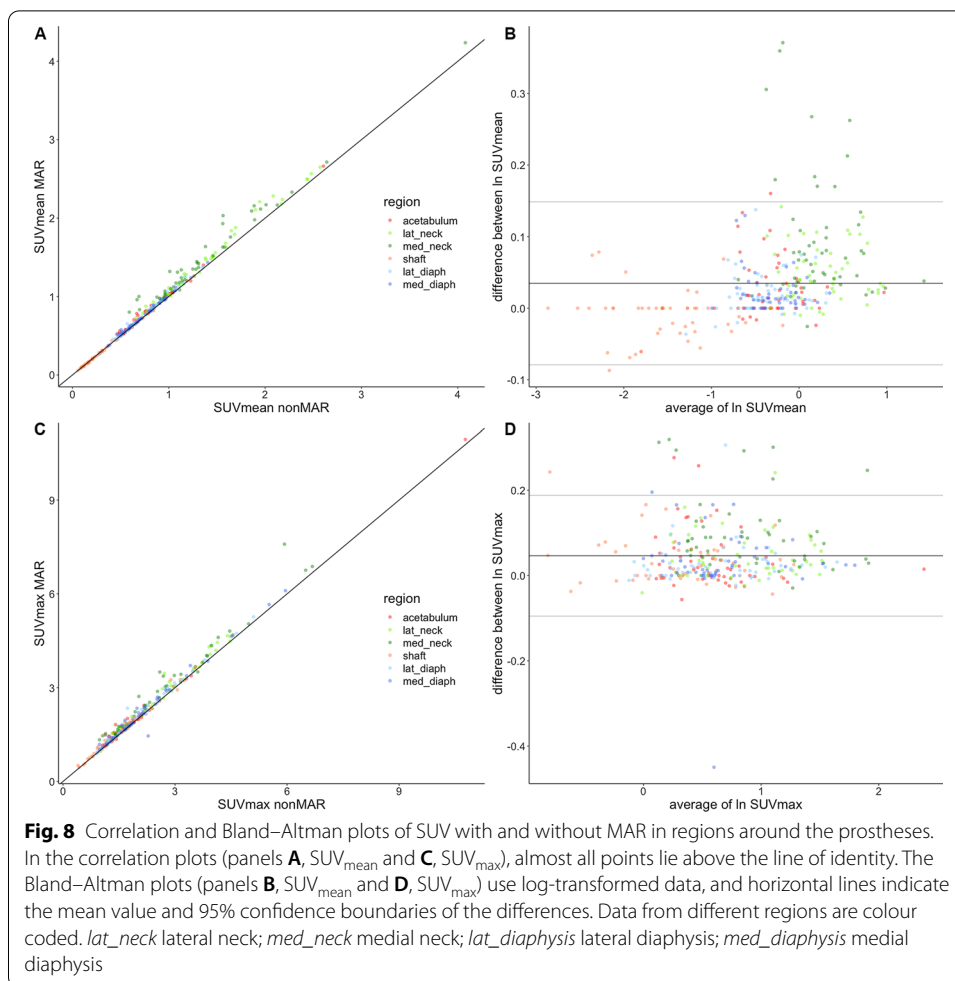 A
SUVmean MAR
4
3
2
1
0
0 1 2 3 4
SUVmean nonMAR
region
acetabulum
lat_neck
med_neck
shaft
lat_diaph
med_diaph
B
difference between ln SUVmean
0.3
0.2
0.1
0.0
-0.1
-3 -2 -1 0 1
average of ln SUVmean
C
SUVmax MAR
9
6
3
0
0 3 6 9
SUVmax nonMAR
region
acetabulum
lat_neck
med_neck
shaft
lat_diaph
med_diaph
D
difference between ln SUVmax
0.2
0.0
-0.2
-0.4
0 1 2
average of ln SUVmax
Fig. 8 Correlation and Bland–Altman plots of SUV with and without MAR in regions around the prostheses.
In the correlation plots (panels A, SUVmean and C, SUVmax), almost all points lie above the line of identity. The
Bland–Altman plots (panels B, SUVmean and D, SUVmax) use log-transformed data, and horizontal lines indicate
the mean value and 95% confidence boundaries of the differences. Data from different regions are colour
coded. lat_neck lateral neck; med_neck medial neck; lat_diaphysis lateral diaphysis; med_diaphysis medial
diaphysis